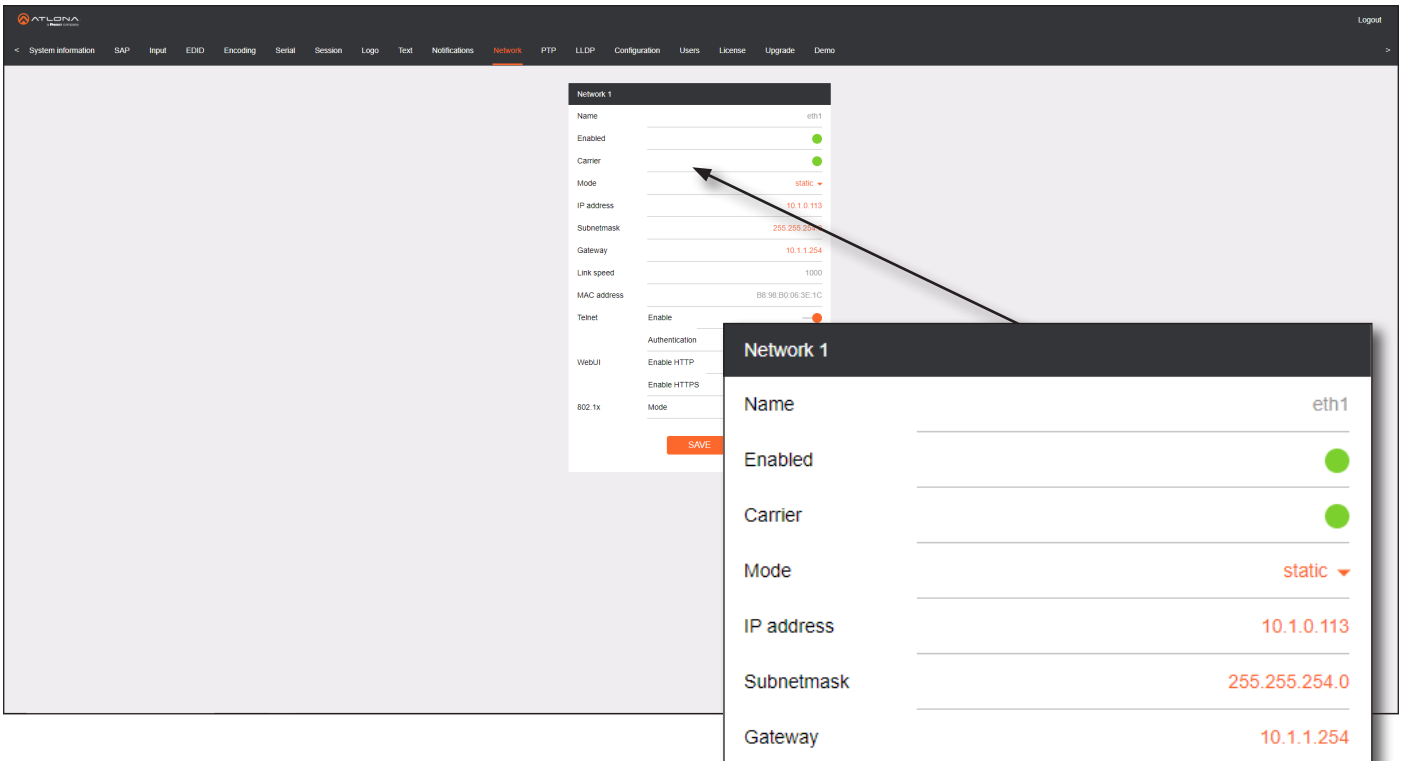 ATLONA
Logout
< System information SAP Input EDID Encoding Serial Session Logo Text Notifications Network PTP LLDP Configuration Users License Upgrade Demo >
Network 1
Name eth1
Enabled
Carrier
Mode static
IP address 10.1.0.113
Subnetmask 255.255.254.0
Gateway 10.1.1.254
Link speed 1000
MAC address B8:98:B0:06:3E:1C
Telnet Enable
Authentication
WebUI Enable HTTP
Enable HTTPS
802.1x Mode
SAVE
Network 1
Name eth1
Enabled
Carrier
Mode static
IP address 10.1.0.113
Subnetmask 255.255.254.0
Gateway 10.1.1.254